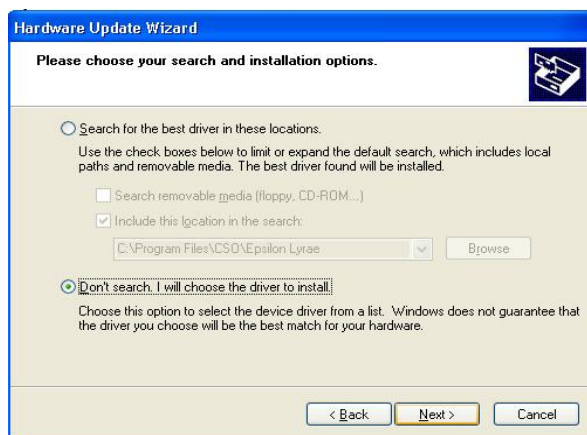 Hardware Update Wizard
Please choose your search and installation options.
Search for the best driver in these locations.
Use the check boxes below to limit or expand the default search, which includes local
paths and removable media. The best driver found will be installed.
Search removable media (floppy, CD-ROM...)
Include this location in the search:
C:\Program Files\CSO\Epsilon Lyrae
Browse
Don't search. I will choose the driver to install.
Choose this option to select the device driver from a list. Windows does not guarantee that
the driver you choose will be the best match for your hardware.
< Back Next > Cancel